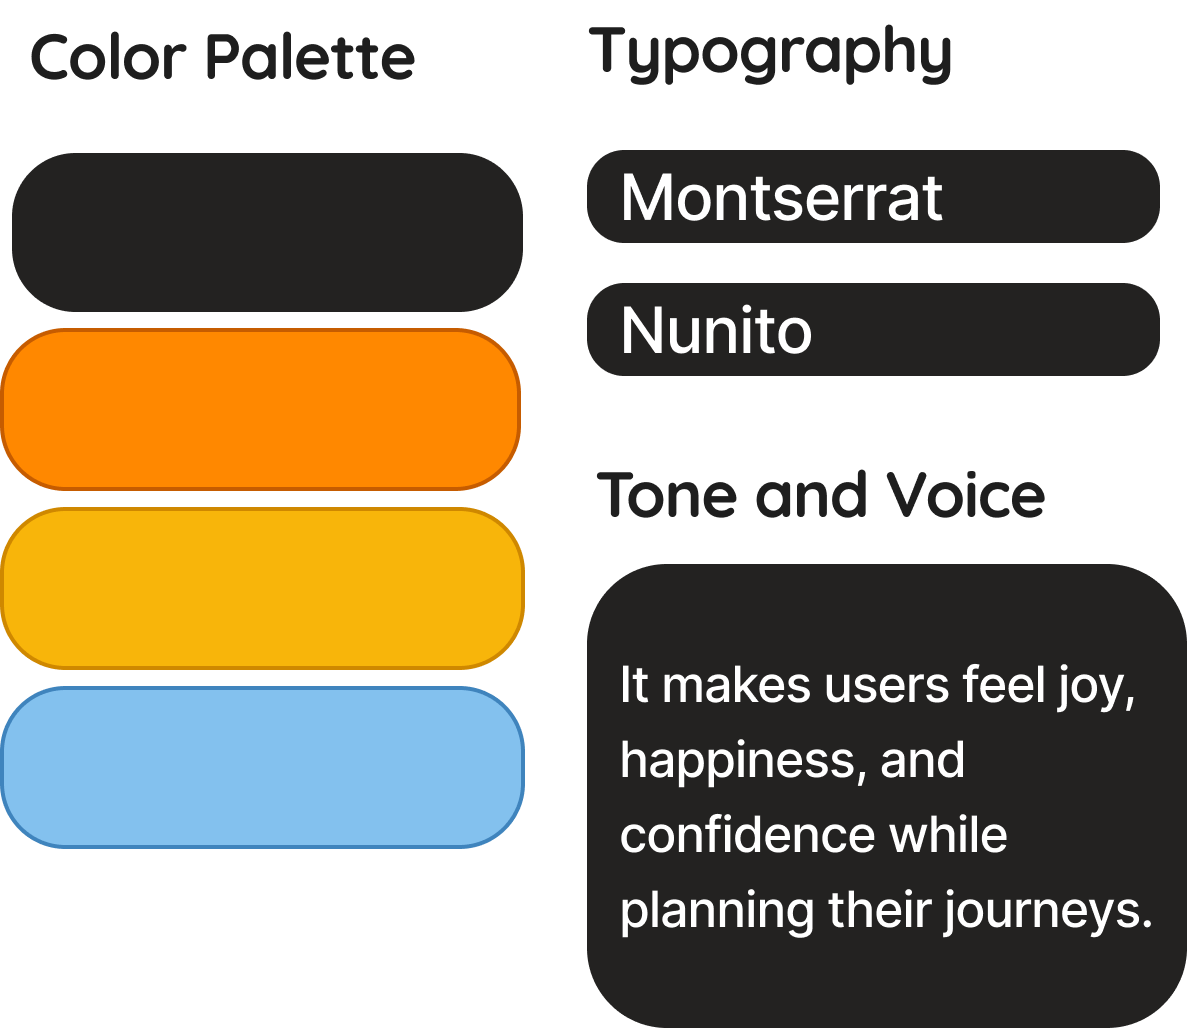 Color Palette
Typography
Montserrat
Nunito
Tone and Voice
It makes users feel joy,
happiness, and
confidence while
planning their journeys.